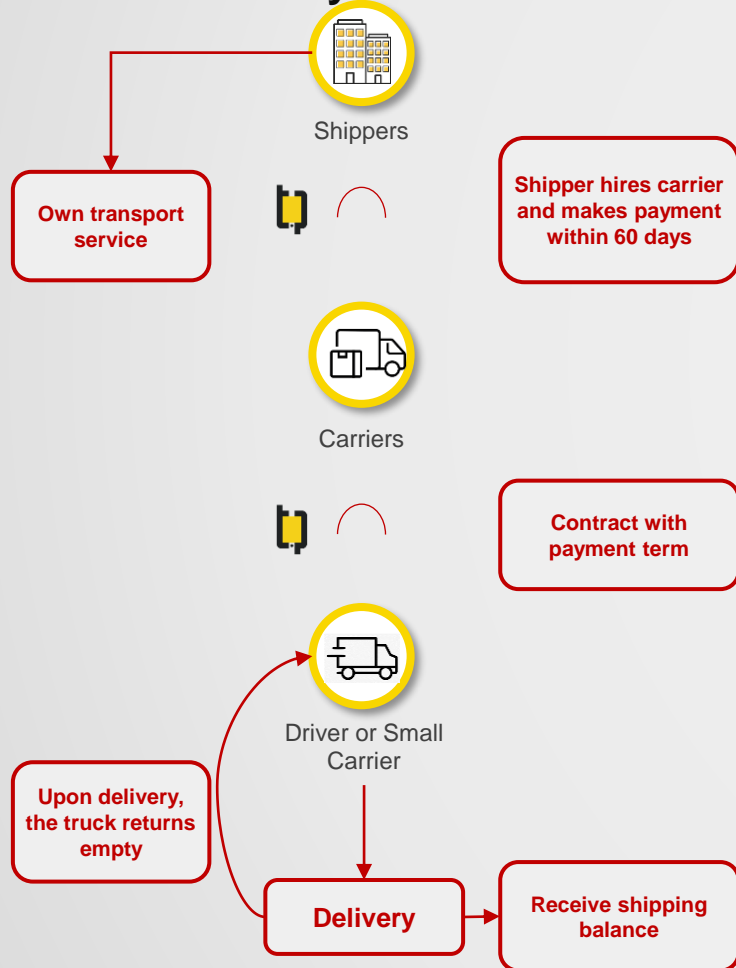 Shippers
Own transport
service
Shipper hires carrier
and makes payment
within 60 days
Carriers
Contract with
payment term
Driver or Small
Carrier
Upon delivery,
the truck returns
empty
Delivery
Receive shipping
balance